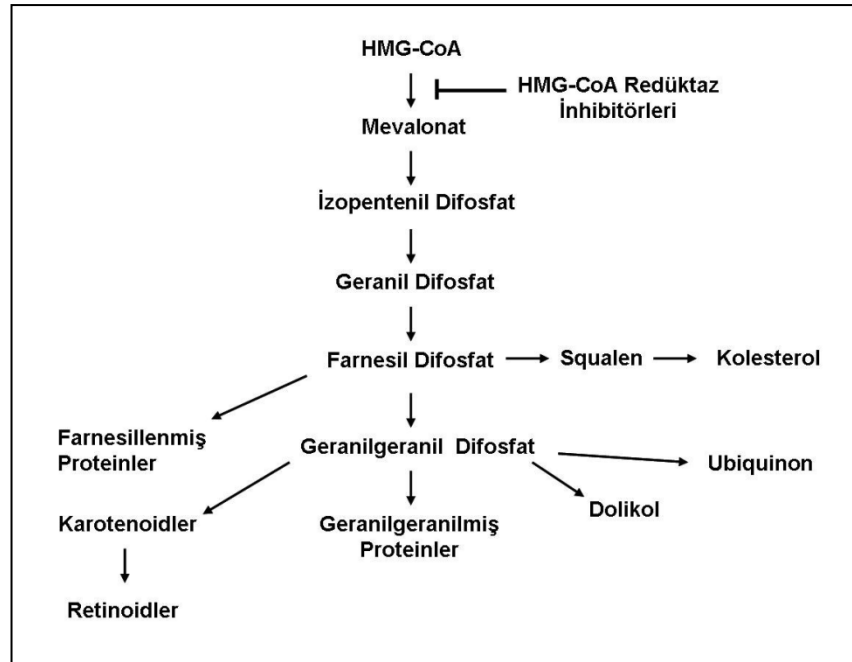 HMG-CoA
HMG-CoA Redüktaz
İnhibitörleri
Mevalonat
İzopentenil Difosfat
Geranil Difosfat
Farnesil Difosfat
Squalen
Kolesterol
Farnesillenmiş
Proteinler
Geranilgeranil Difosfat
Ubiquinon
Dolikol
Karotenoidler
Geranilgeranilmiş
Proteinler
Retinoidler